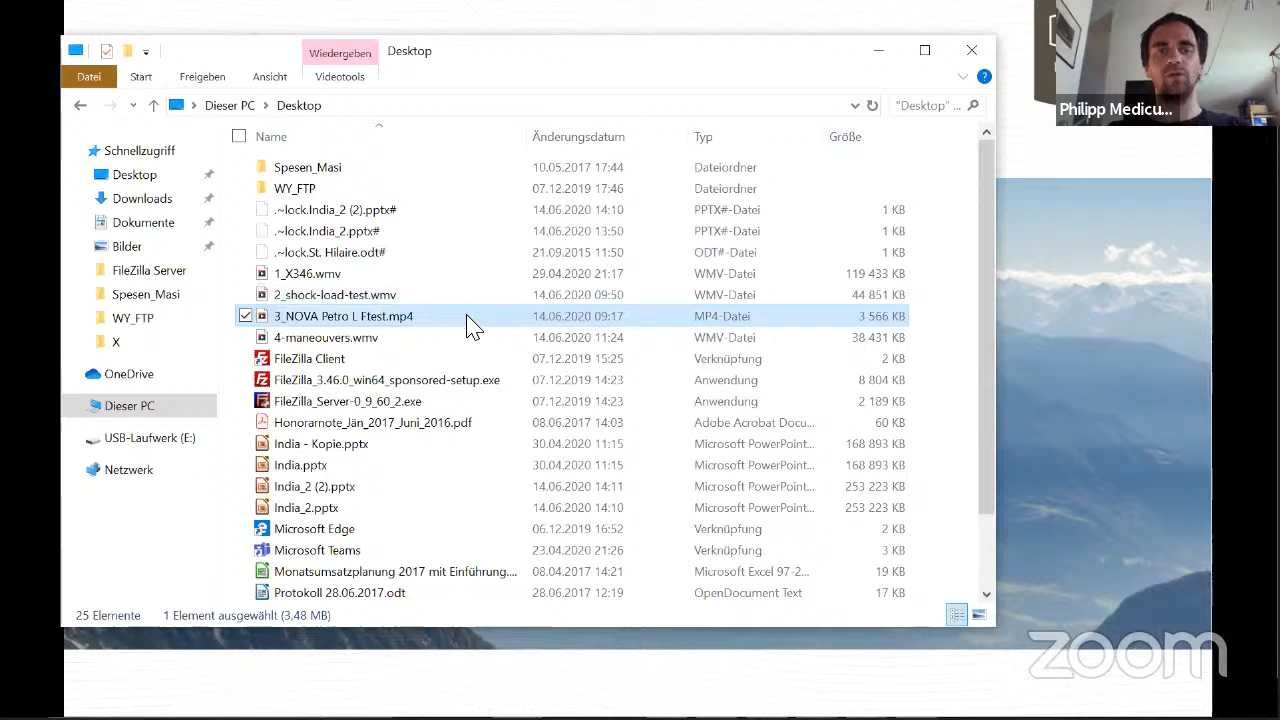 Wiedergeben Desktop
Datei Start Freigeben Ansicht Videotools
Dieser PC Desktop "Desktop" ...
Name Änderungsdatum Typ Größe
Schnellzugriff
Desktop
Downloads
Dokumente
Bilder
FileZilla Server
Spesen_Masi
WY_FTP
X
OneDrive
Dieser PC
USB-Laufwerk (E:)
Netzwerk
Spesen_Masi 10.05.2017 17:44 Dateiordner
WY_FTP 07.12.2019 17:46 Dateiordner
.~lock.India_2 (2).pptx# 14.06.2020 14:10 PPTX#-Datei 1 KB
.~lock.India_2.pptx# 14.06.2020 13:50 PPTX#-Datei 1 KB
.~lock.St. Hilaire.odt# 21.09.2015 11:50 ODT#-Datei 1 KB
1_X346.wmv 29.04.2020 21:17 WMV-Datei 119 433 KB
2_shock-load-test.wmv 14.06.2020 09:50 WMV-Datei 44 851 KB
3_NOVA Petro L Ftest.mp4 14.06.2020 09:17 MP4-Datei 3 566 KB
4-maneouvers.wmv 14.06.2020 11:24 WMV-Datei 38 431 KB
FileZilla Client 07.12.2019 15:25 Verknüpfung 2 KB
FileZilla_3.46.0_win64_sponsored-setup.exe 07.12.2019 14:23 Anwendung 8 804 KB
FileZilla_Server-0_9_60_2.exe 07.12.2019 14:23 Anwendung 2 189 KB
Honorarnote_Jän_2017_Juni_2016.pdf 08.06.2017 14:03 Adobe Acrobat Docu... 60 KB
India - Kopie.pptx 30.04.2020 11:15 Microsoft PowerPoint... 168 893 KB
India.pptx 30.04.2020 11:15 Microsoft PowerPoint... 168 893 KB
India_2 (2).pptx 14.06.2020 14:11 Microsoft PowerPoint... 253 223 KB
India_2.pptx 14.06.2020 14:10 Microsoft PowerPoint... 253 223 KB
Microsoft Edge 06.12.2019 16:52 Verknüpfung 2 KB
Microsoft Teams 23.04.2020 21:26 Verknüpfung 3 KB
Monatsumsatzplanung 2017 mit Einführung.... 08.04.2017 14:21 Microsoft Excel 97-2... 19 KB
Protokoll 28.06.2017.odt 28.06.2017 12:19 OpenDocument Text 17 KB
25 Elemente 1 Element ausgewählt (3,48 MB)
Philipp Medicu...
zoom